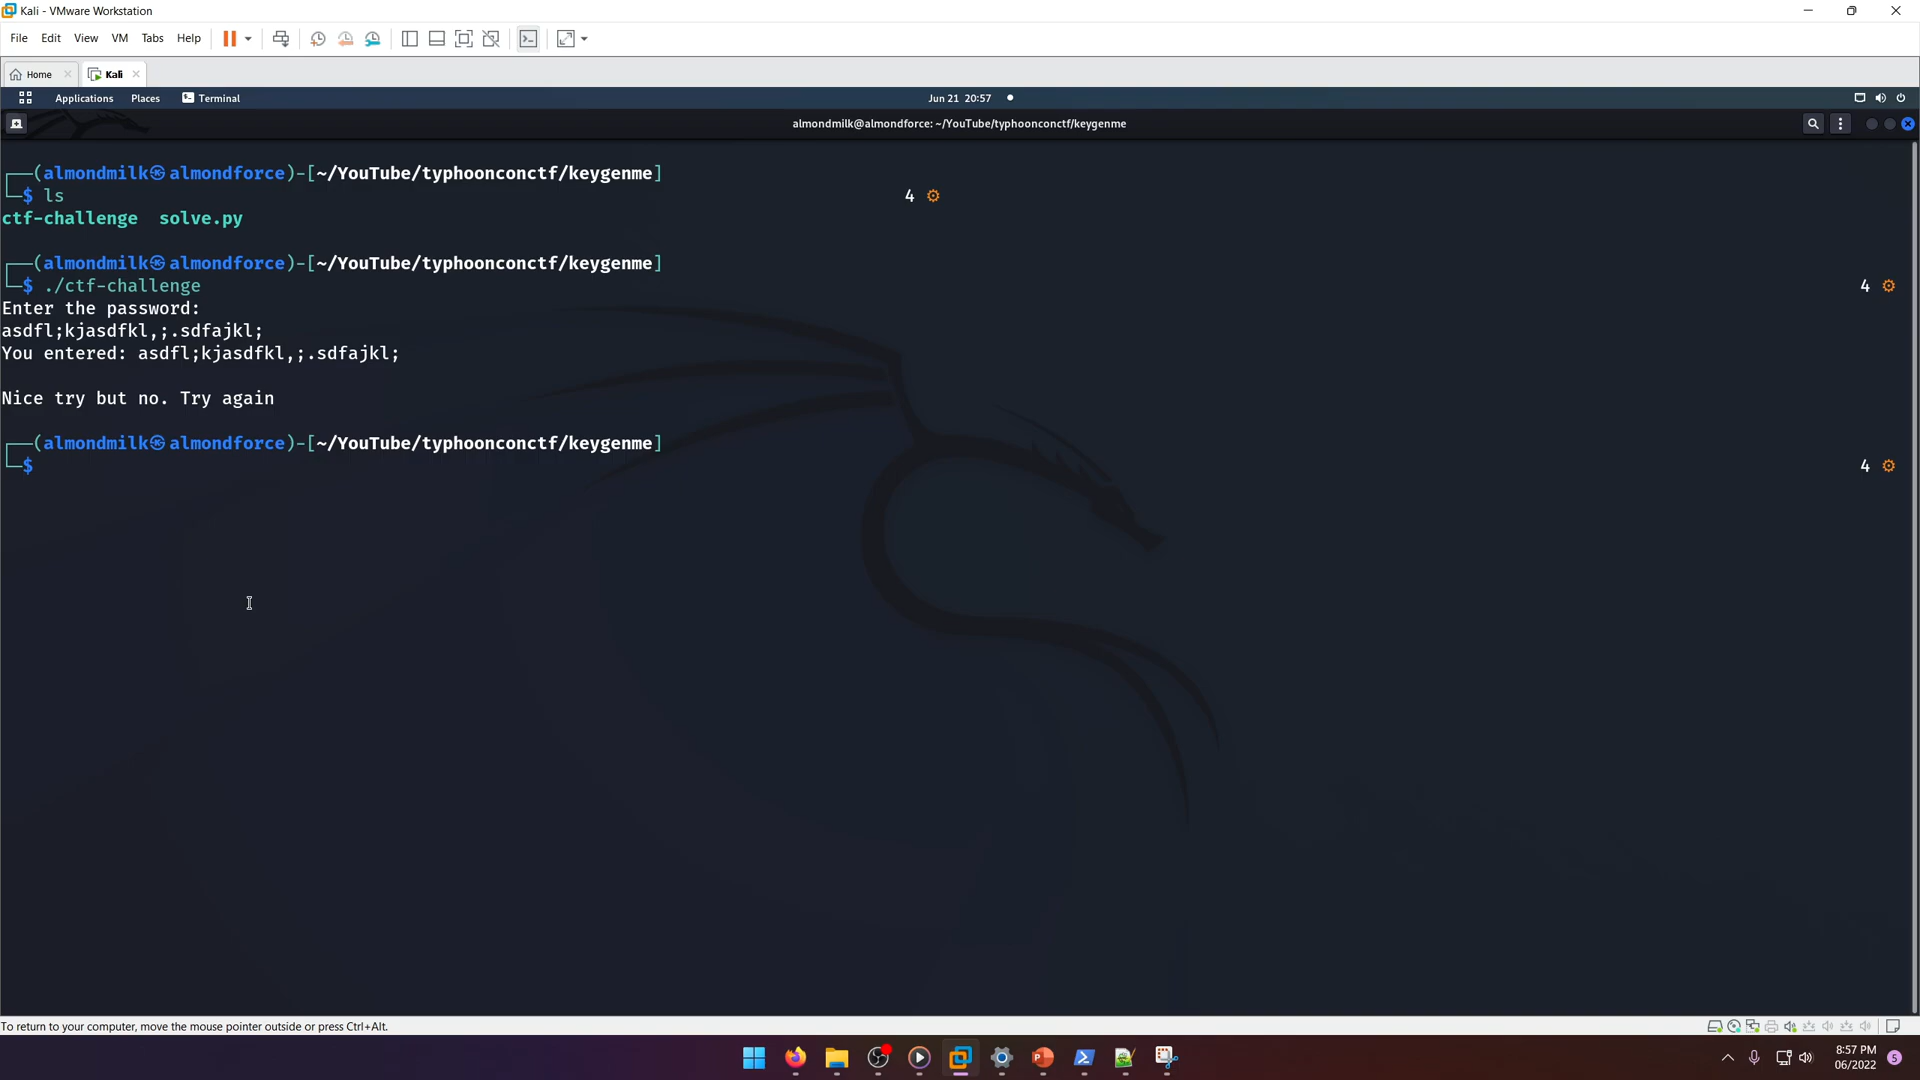 Kali - VMware Workstation
File Edit View VM Tabs Help
Home Kali
Applications Places Terminal Jun 21 20:57
almondmilk@almondforce: ~/YouTube/typhoonconctf/keygenme
┌──(almondmilk㉿almondforce)-[~/YouTube/typhoonconctf/keygenme]
└─$ ls 4 ⚙
ctf-challenge solve.py
┌──(almondmilk㉿almondforce)-[~/YouTube/typhoonconctf/keygenme]
└─$ ./ctf-challenge 4 ⚙
Enter the password:
asdfl;kjasdfkl,;.sdfajkl;
You entered: asdfl;kjasdfkl,;.sdfajkl;
Nice try but no. Try again
┌──(almondmilk㉿almondforce)-[~/YouTube/typhoonconctf/keygenme]
└─$ 4 ⚙
To return to your computer, move the mouse pointer outside or press Ctrl+Alt.
8:57 PM
06/2022 5